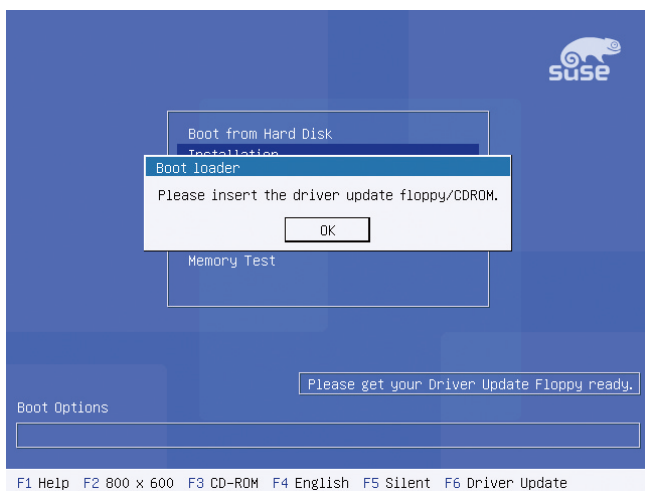 SUSE
Boot from Hard Disk
Installation
Boot loader
Please insert the driver update floppy/CDROM.
OK
Memory Test
Please get your Driver Update Floppy ready.
Boot Options
F1 Help F2 800 x 600 F3 CD-ROM F4 English F5 Silent F6 Driver Update